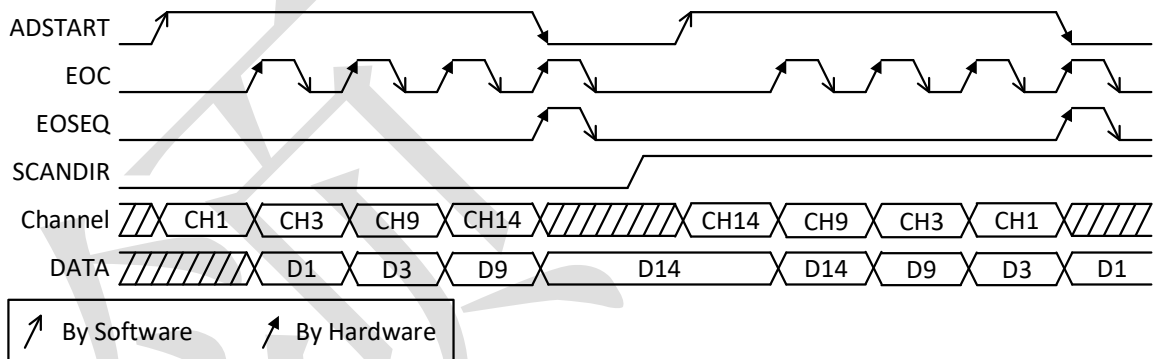 ADSTART
EOC
EOSEQ
SCANDIR
Channel CH1 CH3 CH9 CH14 CH14 CH9 CH3 CH1
DATA D1 D3 D9 D14 D14 D9 D3 D1
By Software By Hardware